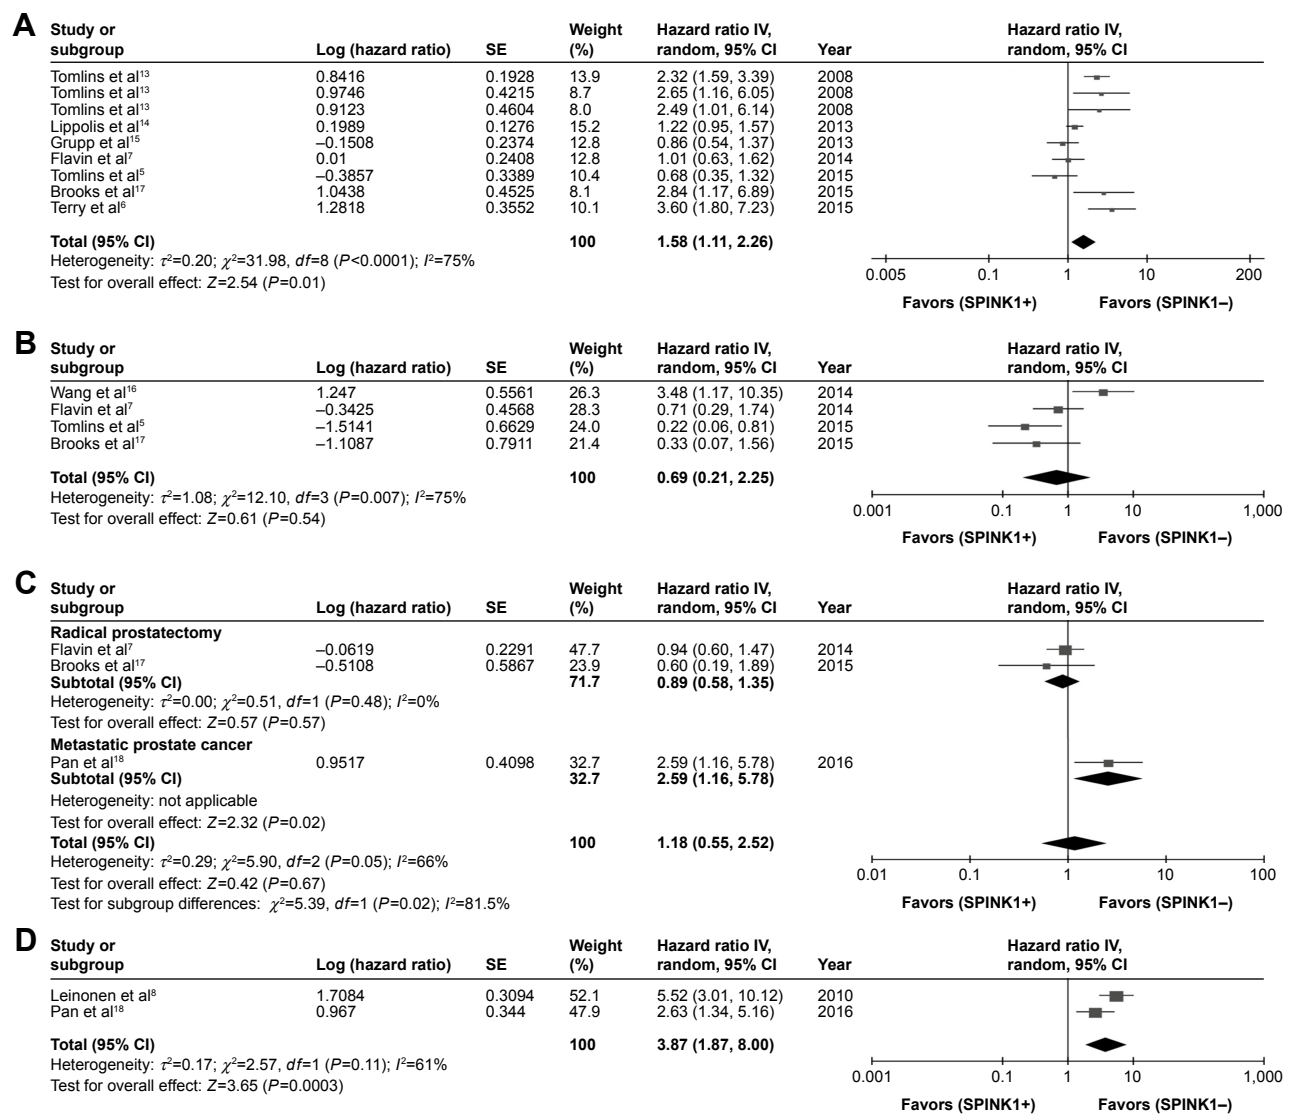 A
Study or subgroup Log (hazard ratio) SE Weight (%) Hazard ratio IV, random, 95% CI Year Hazard ratio IV, random, 95% CI
Tomlins et al¹³ 0.8416 0.1928 13.9 2.32 (1.59, 3.39) 2008
Tomlins et al¹³ 0.9746 0.4215 8.7 2.65 (1.16, 6.05) 2008
Tomlins et al¹³ 0.9123 0.4604 8.0 2.49 (1.01, 6.14) 2008
Lippolis et al¹⁴ 0.1989 0.1276 15.2 1.22 (0.95, 1.57) 2013
Grupp et al¹⁵ –0.1508 0.2374 12.8 0.86 (0.54, 1.37) 2013
Flavin et al⁷ 0.01 0.2408 12.8 1.01 (0.63, 1.62) 2014
Tomlins et al⁵ –0.3857 0.3389 10.4 0.68 (0.35, 1.32) 2015
Brooks et al¹⁷ 1.0438 0.4525 8.1 2.84 (1.17, 6.89) 2015
Terry et al⁶ 1.2818 0.3552 10.1 3.60 (1.80, 7.23) 2015
Total (95% CI) 100 1.58 (1.11, 2.26)
Heterogeneity: τ²=0.20; χ²=31.98, df=8 (P<0.0001); I²=75%
Test for overall effect: Z=2.54 (P=0.01)
0.005 0.1 1 10 200
Favors (SPINK1+) Favors (SPINK1–)
B
Study or subgroup Log (hazard ratio) SE Weight (%) Hazard ratio IV, random, 95% CI Year Hazard ratio IV, random, 95% CI
Wang et al¹⁶ 1.247 0.5561 26.3 3.48 (1.17, 10.35) 2014
Flavin et al⁷ –0.3425 0.4568 28.3 0.71 (0.29, 1.74) 2014
Tomlins et al⁵ –1.5141 0.6629 24.0 0.22 (0.06, 0.81) 2015
Brooks et al¹⁷ –1.1087 0.7911 21.4 0.33 (0.07, 1.56) 2015
Total (95% CI) 100 0.69 (0.21, 2.25)
Heterogeneity: τ²=1.08; χ²=12.10, df=3 (P=0.007); I²=75%
Test for overall effect: Z=0.61 (P=0.54)
0.001 0.1 1 10 1,000
Favors (SPINK1+) Favors (SPINK1–)
C
Study or subgroup Log (hazard ratio) SE Weight (%) Hazard ratio IV, random, 95% CI Year Hazard ratio IV, random, 95% CI
Radical prostatectomy
Flavin et al⁷ –0.0619 0.2291 47.7 0.94 (0.60, 1.47) 2014
Brooks et al¹⁷ –0.5108 0.5867 23.9 0.60 (0.19, 1.89) 2015
Subtotal (95% CI) 71.7 0.89 (0.58, 1.35)
Heterogeneity: τ²=0.00; χ²=0.51, df=1 (P=0.48); I²=0%
Test for overall effect: Z=0.57 (P=0.57)
Metastatic prostate cancer
Pan et al¹⁸ 0.9517 0.4098 32.7 2.59 (1.16, 5.78) 2016
Subtotal (95% CI) 32.7 2.59 (1.16, 5.78)
Heterogeneity: not applicable
Test for overall effect: Z=2.32 (P=0.02)
Total (95% CI) 100 1.18 (0.55, 2.52)
Heterogeneity: τ²=0.29; χ²=5.90, df=2 (P=0.05); I²=66%
Test for overall effect: Z=0.42 (P=0.67)
Test for subgroup differences: χ²=5.39, df=1 (P=0.02); I²=81.5%
0.01 0.1 1 10 100
Favors (SPINK1+) Favors (SPINK1–)
D
Study or subgroup Log (hazard ratio) SE Weight (%) Hazard ratio IV, random, 95% CI Year Hazard ratio IV, random, 95% CI
Leinonen et al⁸ 1.7084 0.3094 52.1 5.52 (3.01, 10.12) 2010
Pan et al¹⁸ 0.967 0.344 47.9 2.63 (1.34, 5.16) 2016
Total (95% CI) 100 3.87 (1.87, 8.00)
Heterogeneity: τ²=0.17; χ²=2.57, df=1 (P=0.11); I²=61%
Test for overall effect: Z=3.65 (P=0.0003)
0.001 0.1 1 10 1,000
Favors (SPINK1+) Favors (SPINK1–)